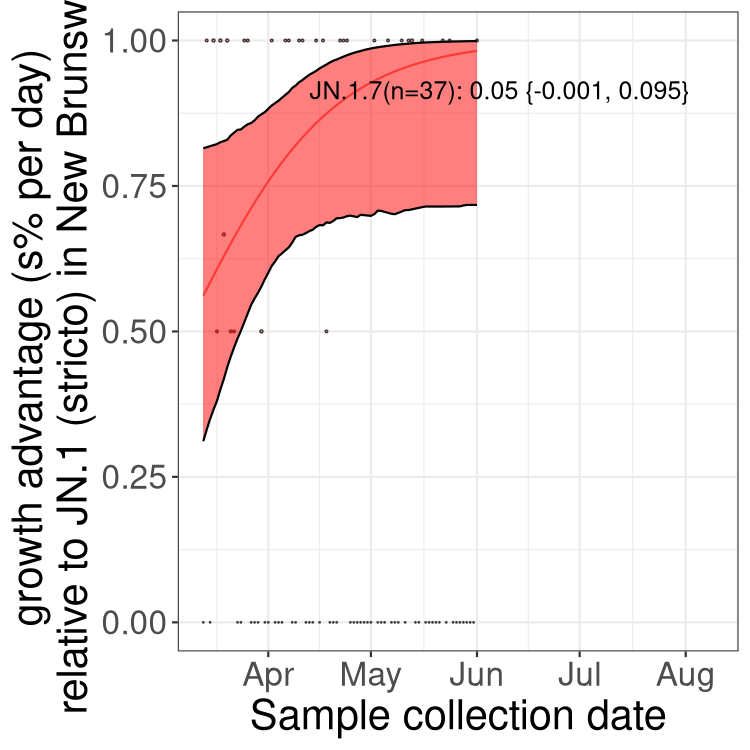 growth advantage (s% per day)
relative to JN.1 (stricto) in New Brunsw
1.00
0.75
0.50
0.25
0.00
JN.1.7(n=37): 0.05 {-0.001, 0.095}
Apr May Jun Jul Aug
Sample collection date